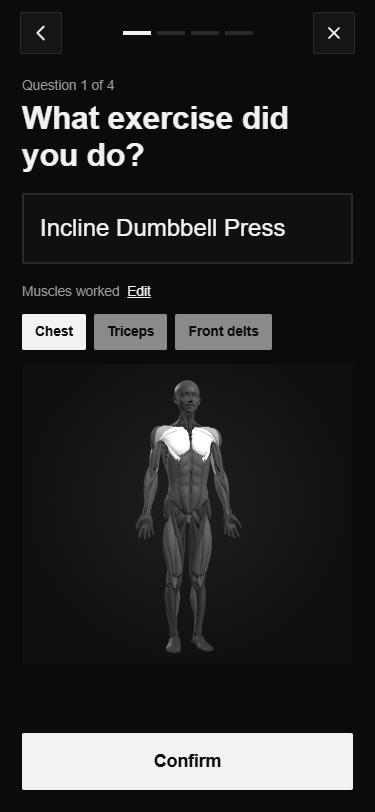 Question 1 of 4
What exercise did
you do?
Incline Dumbbell Press
Muscles worked Edit
Chest Triceps Front delts
Confirm